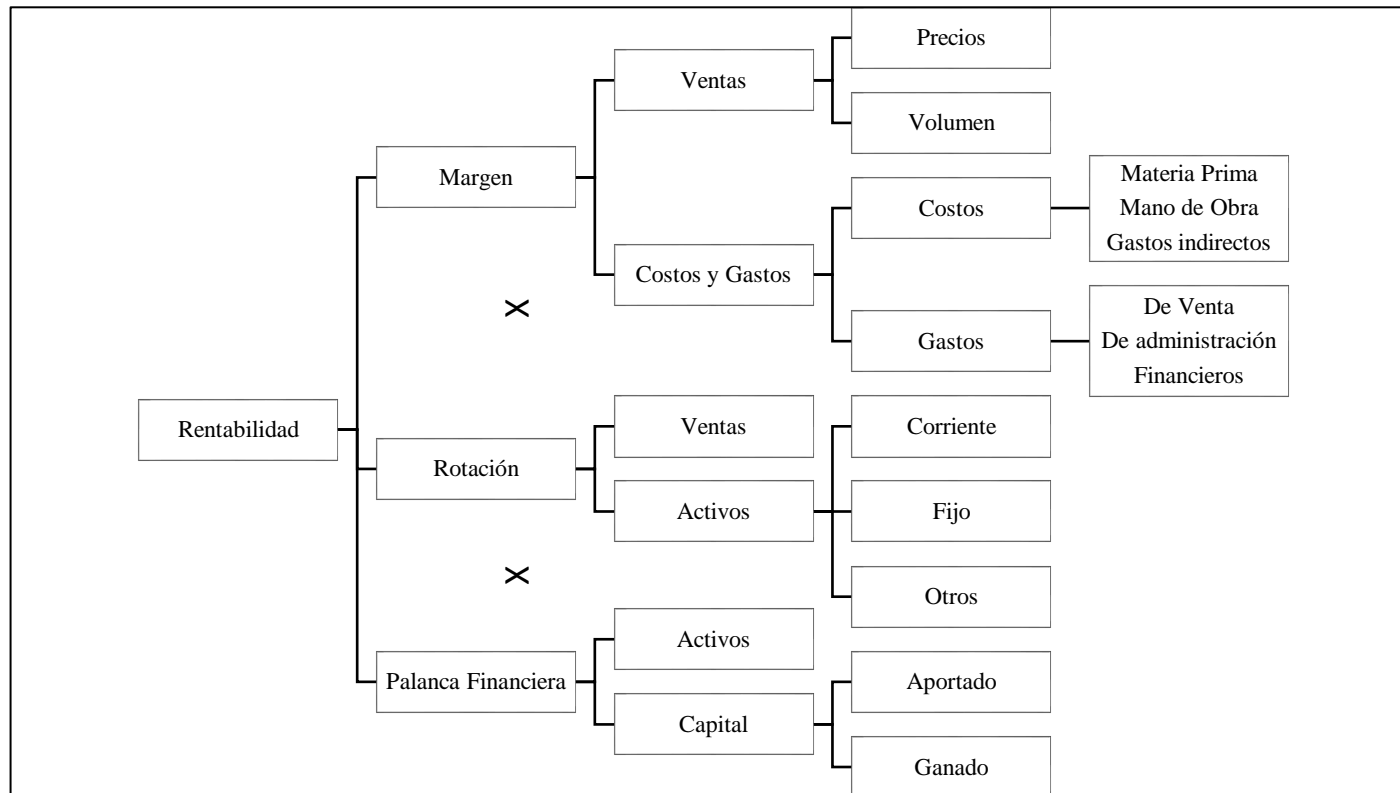 Precios
Ventas
Volumen
Margen
Costos
Materia Prima
Mano de Obra
Gastos indirectos
Costos y Gastos
Gastos
De Venta
De administración
Financieros
X
Rentabilidad
Ventas
Corriente
Rotación
Activos
Fijo
Otros
X
Activos
Palanca Financiera
Aportado
Capital
Ganado